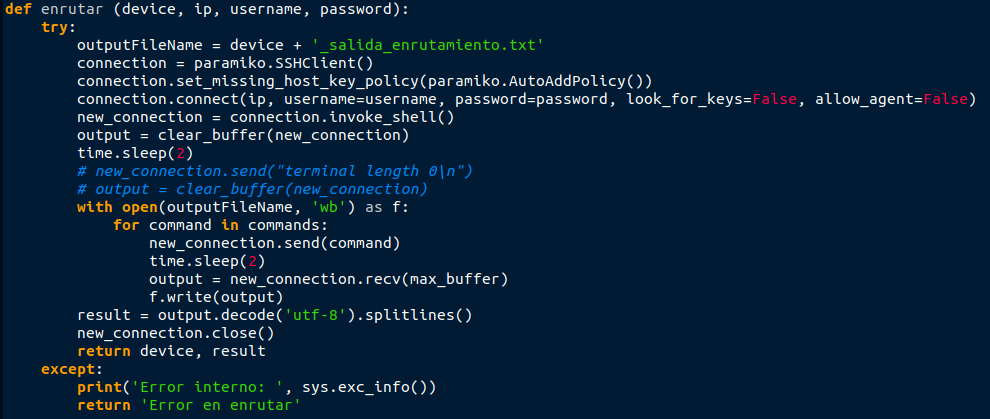 def enrutar (device, ip, username, password):
    try:
        outputFileName = device + '_salida_enrutamiento.txt'
        connection = paramiko.SSHClient()
        connection.set_missing_host_key_policy(paramiko.AutoAddPolicy())
        connection.connect(ip, username=username, password=password, look_for_keys=False, allow_agent=False)
        new_connection = connection.invoke_shell()
        output = clear_buffer(new_connection)
        time.sleep(2)
        # new_connection.send("terminal length 0\n")
        # output = clear_buffer(new_connection)
        with open(outputFileName, 'wb') as f:
            for command in commands:
                new_connection.send(command)
                time.sleep(2)
                output = new_connection.recv(max_buffer)
                f.write(output)
        result = output.decode('utf-8').splitlines()
        new_connection.close()
        return device, result
    except:
        print('Error interno: ', sys.exc_info())
        return 'Error en enrutar'